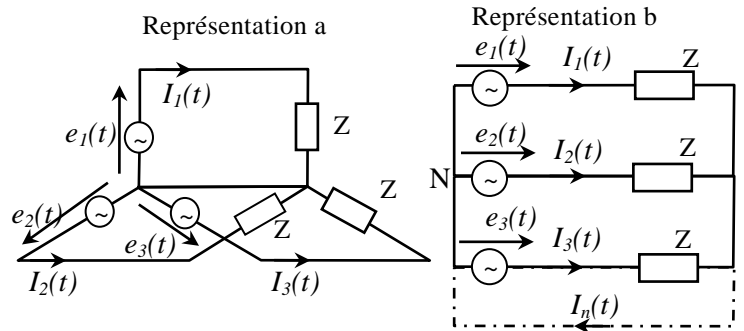 Représentation a
Représentation b
I₁(t)
e₁(t)
~
Z
e₂(t)
~
~
e₃(t)
Z
Z
I₂(t)
I₃(t)
e₁(t)
I₁(t)
Z
~
e₂(t)
I₂(t)
Z
N
~
e₃(t)
I₃(t)
Z
~
Iₙ(t)